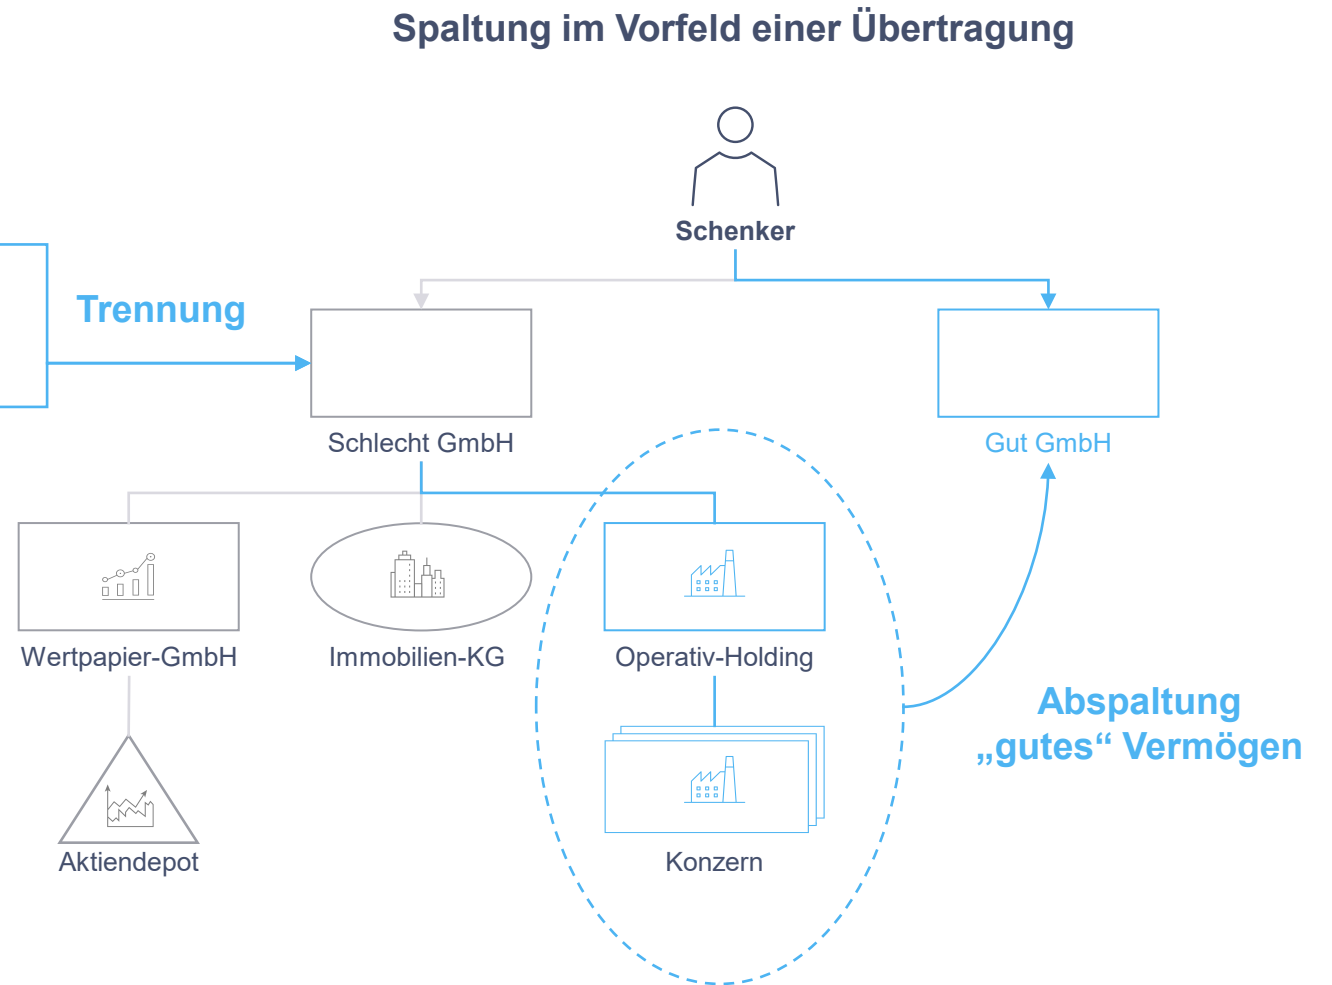 Spaltung im Vorfeld einer Übertragung
Schenker
Trennung
Schlecht GmbH
Gut GmbH
Wertpapier-GmbH
Immobilien-KG
Operativ-Holding
Abspaltung
„gutes“ Vermögen
Aktiendepot
Konzern